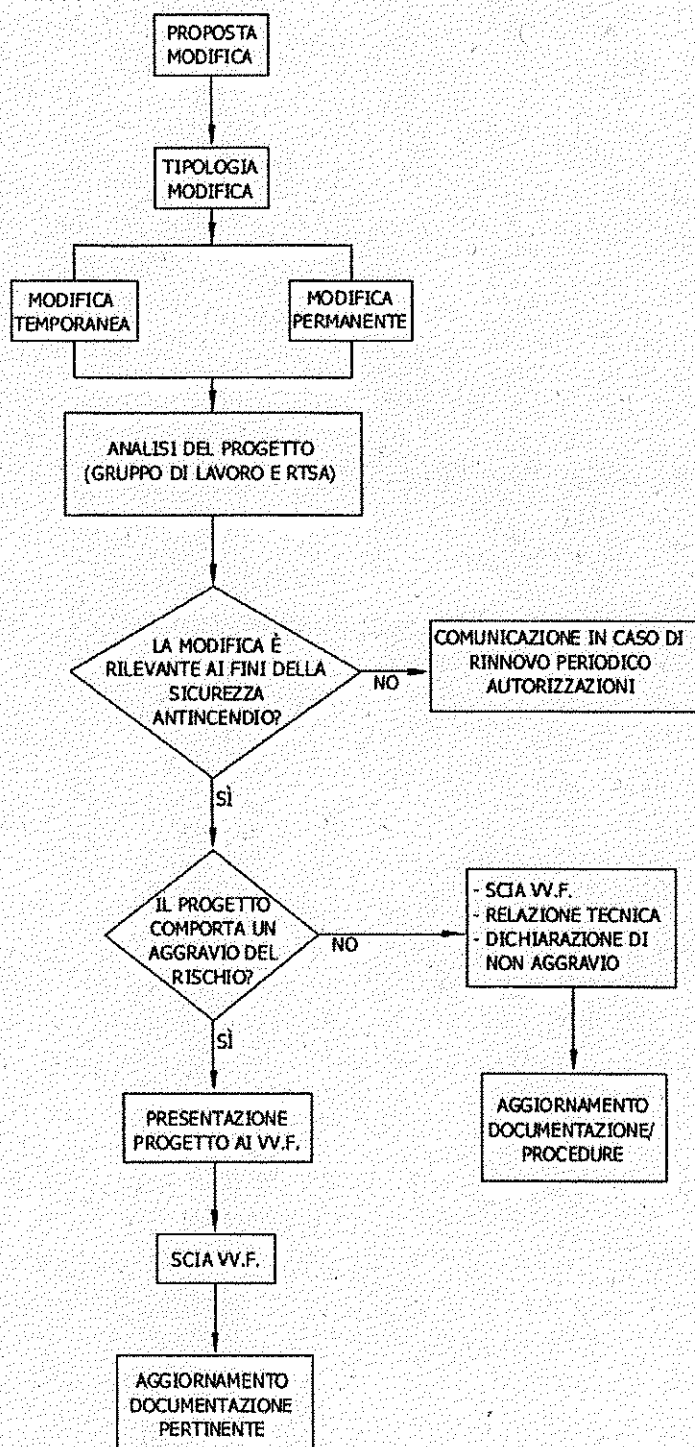 PROPOSTA
MODIFICA
TIPOLOGIA
MODIFICA
MODIFICA
TEMPORANEA
MODIFICA
PERMANENTE
ANALISI DEL PROGETTO
(GRUPPO DI LAVORO E RTSA)
LA MODIFICA È
RILEVANTE AI FINI DELLA
SICUREZZA
ANTINCENDIO?
NO
COMUNICAZIONE IN CASO DI
RINNOVO PERIODICO
AUTORIZZAZIONI
SÌ
IL PROGETTO
COMPORTA UN
AGGRAVIO DEL
RISCHIO?
NO
- SCIA VV.F.
- RELAZIONE TECNICA
- DICHIARAZIONE DI
NON AGGRAVIO
SÌ
PRESENTAZIONE
PROGETTO AI VV.F.
AGGIORNAMENTO
DOCUMENTAZIONE/
PROCEDURE
SCIA VV.F.
AGGIORNAMENTO
DOCUMENTAZIONE
PERTINENTE